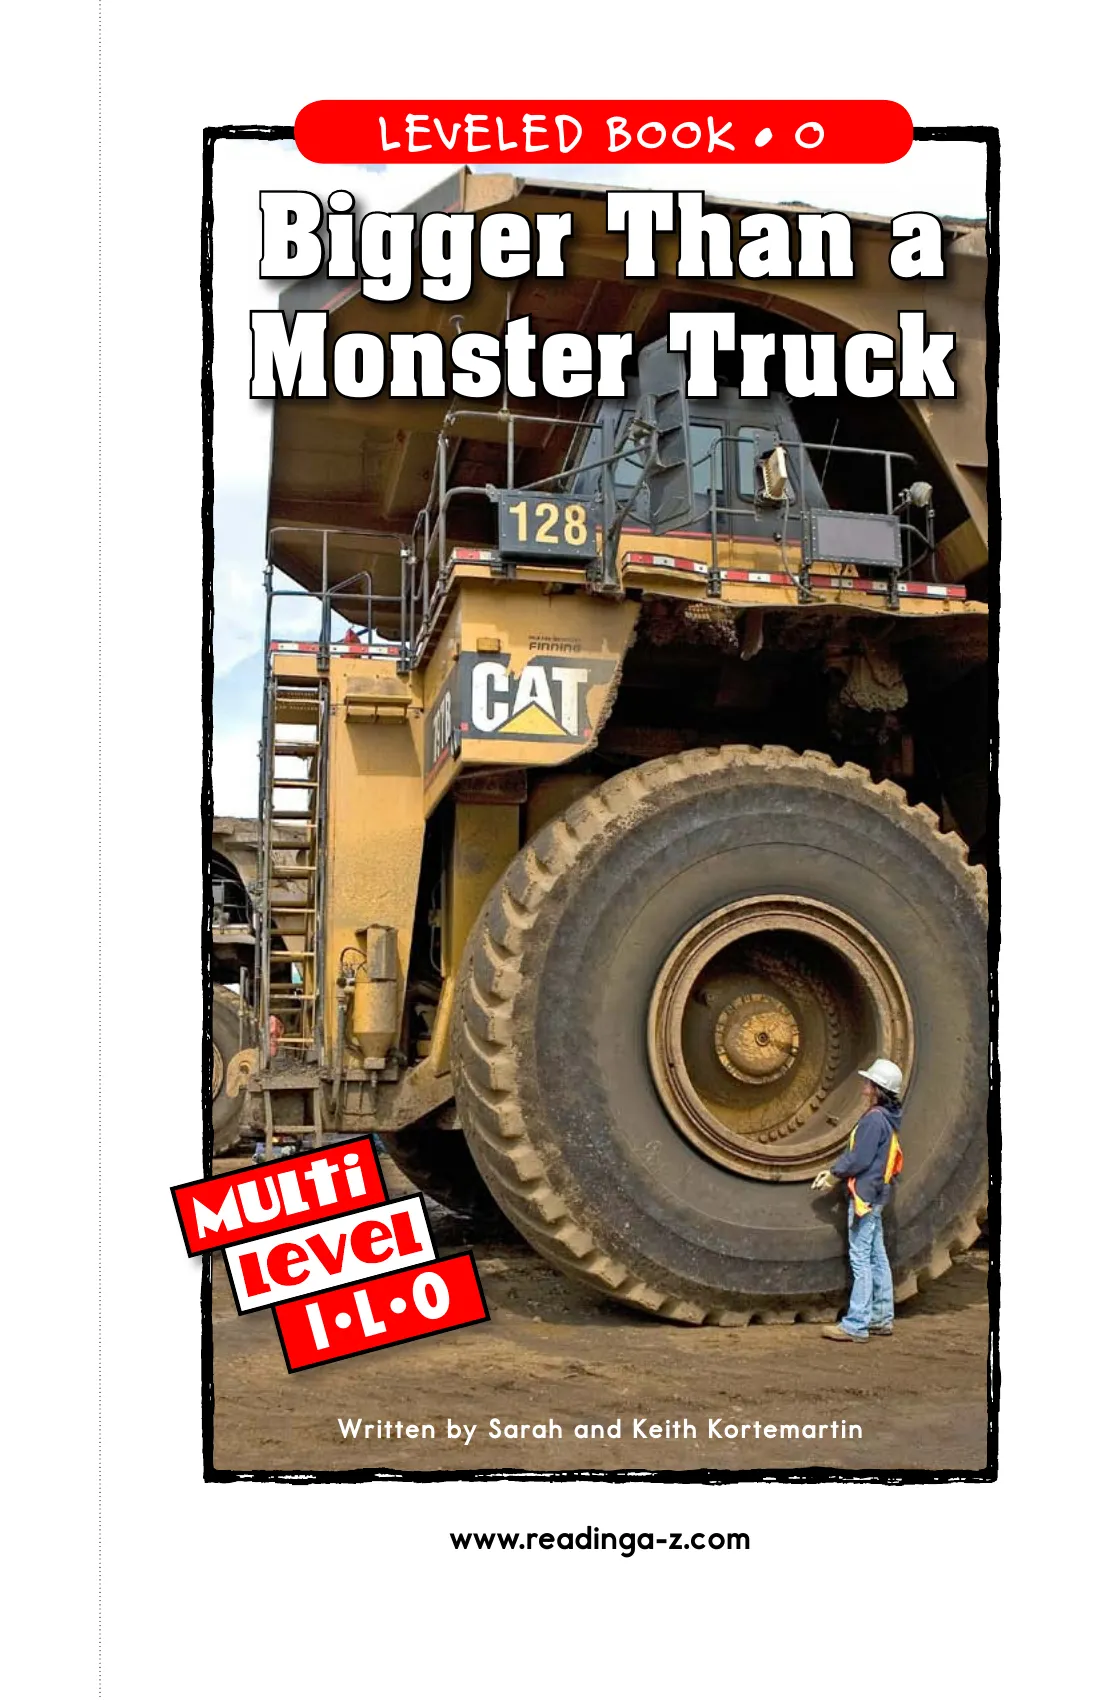 LEVELED BOOK • O
Bigger Than a
Monster Truck
128
FINNING
CAT
MULTI
level
I•L•O
Written by Sarah and Keith Kortemartin
www.readinga-z.com